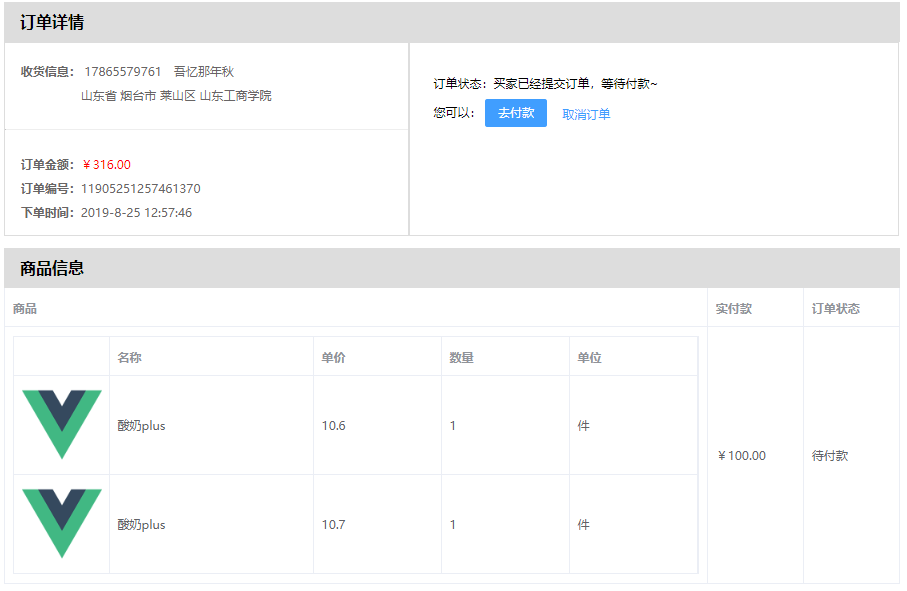 订单详情
收货信息： 17865579761 吾忆那年秋
山东省 烟台市 莱山区 山东工商学院
订单金额：￥316.00
订单编号：11905251257461370
下单时间：2019-8-25 12:57:46
订单状态：买家已经提交订单，等待付款~
您可以： 去付款 取消订单
商品信息
商品 实付款 订单状态
名称 单价 数量 单位
酸奶plus 10.6 1 件
￥100.00 待付款
酸奶plus 10.7 1 件